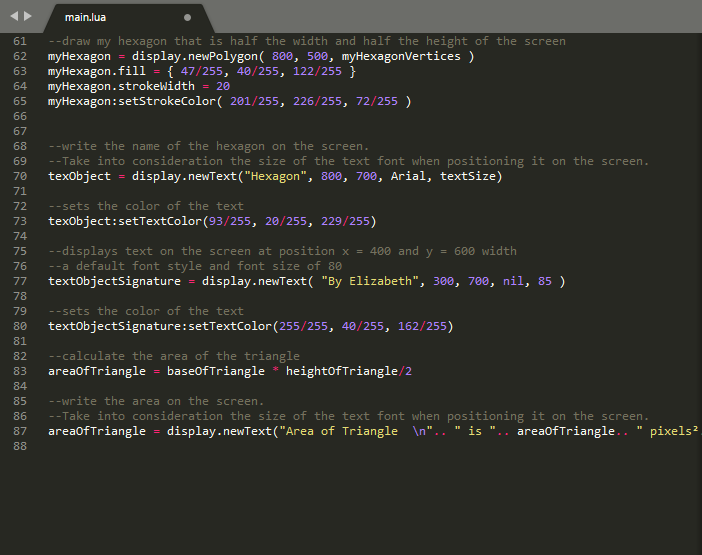 main.lua
61 --draw my hexagon that is half the width and half the height of the screen
62 myHexagon = display.newPolygon( 800, 500, myHexagonVertices )
63 myHexagon.fill = { 47/255, 40/255, 122/255 }
64 myHexagon.strokeWidth = 20
65 myHexagon:setStrokeColor( 201/255, 226/255, 72/255 )
66
67
68 --write the name of the hexagon on the screen.
69 --Take into consideration the size of the text font when positioning it on the screen.
70 texObject = display.newText("Hexagon", 800, 700, Arial, textSize)
71
72 --sets the color of the text
73 texObject:setTextColor(93/255, 20/255, 229/255)
74
75 --displays text on the screen at position x = 400 and y = 600 width
76 --a default font style and font size of 80
77 textObjectSignature = display.newText( "By Elizabeth", 300, 700, nil, 85 )
78
79 --sets the color of the text
80 textObjectSignature:setTextColor(255/255, 40/255, 162/255)
81
82 --calculate the area of the triangle
83 areaOfTriangle = baseOfTriangle * heightOfTriangle/2
84
85 --write the area on the screen.
86 --Take into consideration the size of the text font when positioning it on the screen.
87 areaOfTriangle = display.newText("Area of Triangle  \n".. " is ".. areaOfTriangle.. " pixels²
88